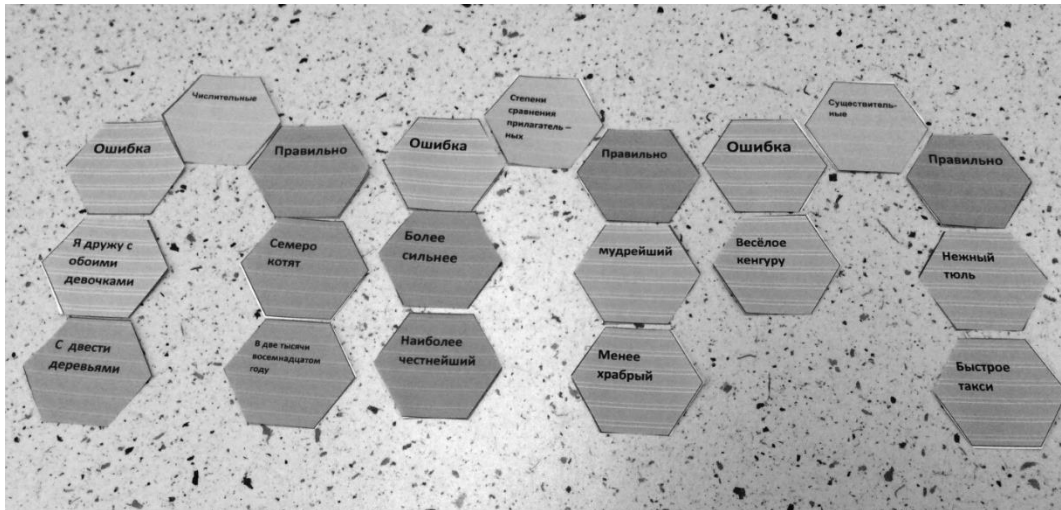 Числительные
Ошибка
Правильно
Я дружу с
обоими
девочками
Семеро
котят
С двести
деревьями
В две тысячи
восемнадцатом
году
Степени
сравнения
прилагатель –
ных
Ошибка
Правильно
Более
сильнее
мудрейший
Наиболее
честнейший
Менее
храбрый
Существитель-
ные
Ошибка
Правильно
Весёлое
кенгуру
Нежный
тюль
Быстрое
такси